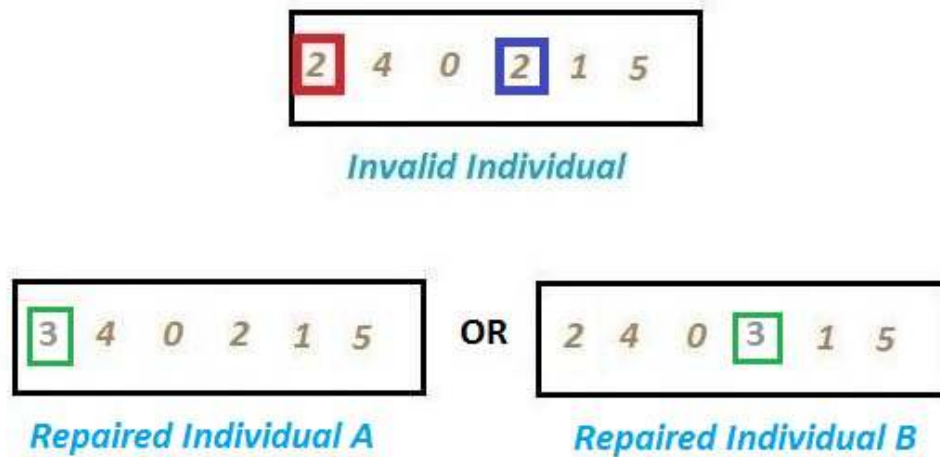 2 4 0 2 1 5
Invalid Individual
3 4 0 2 1 5 OR 2 4 0 3 1 5
Repaired Individual A Repaired Individual B